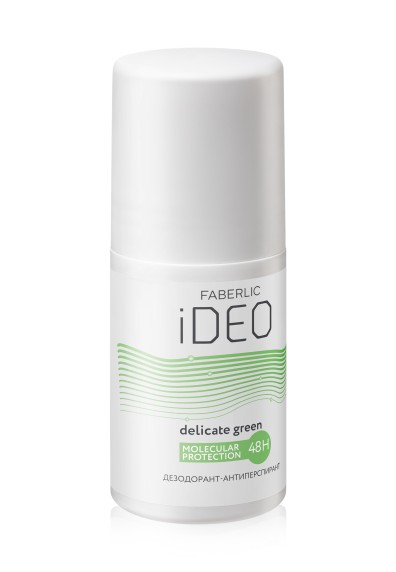 FABERLIC
iDEO
delicate green
MOLECULAR
PROTECTION
48H
ДЕЗОДОРАНТ-АНТИПЕРСПИРАНТ